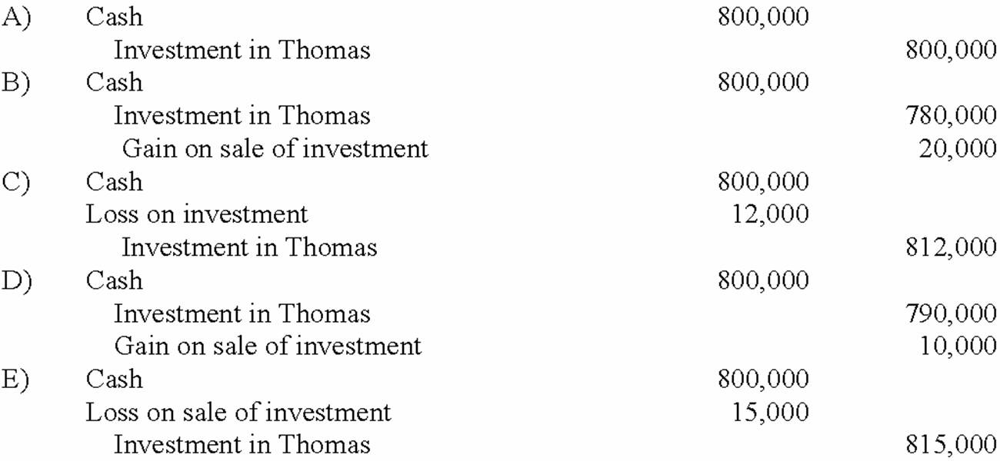 A) Cash 800,000
Investment in Thomas 800,000
B) Cash 800,000
Investment in Thomas 780,000
Gain on sale of investment 20,000
C) Cash 800,000
Loss on investment 12,000
Investment in Thomas 812,000
D) Cash 800,000
Investment in Thomas 790,000
Gain on sale of investment 10,000
E) Cash 800,000
Loss on sale of investment 15,000
Investment in Thomas 815,000